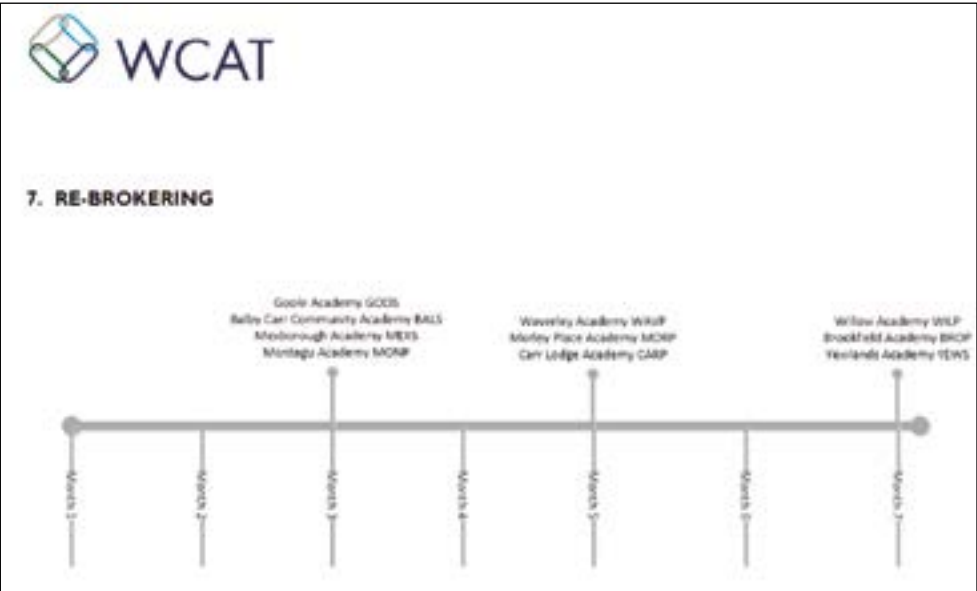 WCAT
7. RE-BROKERING
Goole Academy GOOS
Balby Carr Community Academy BALS
Mexborough Academy MEXS
Montagu Academy MONP
Waverley Academy WAVP
Morley Place Academy MORP
Carr Lodge Academy CARP
Willow Academy WILP
Brookfield Academy BROP
Yewlands Academy YEWS
Month 1
Month 2
Month 3
Month 4
Month 5
Month 6
Month 7